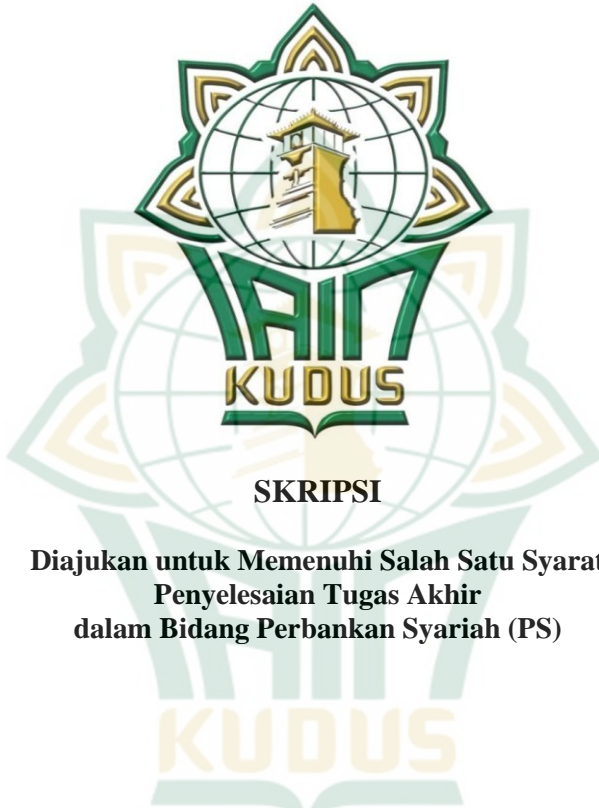 IAIN
KUDUS
SKRIPSI
Diajukan untuk Memenuhi Salah Satu Syarat
Penyelesaian Tugas Akhir
dalam Bidang Perbankan Syariah (PS)
KUDUS